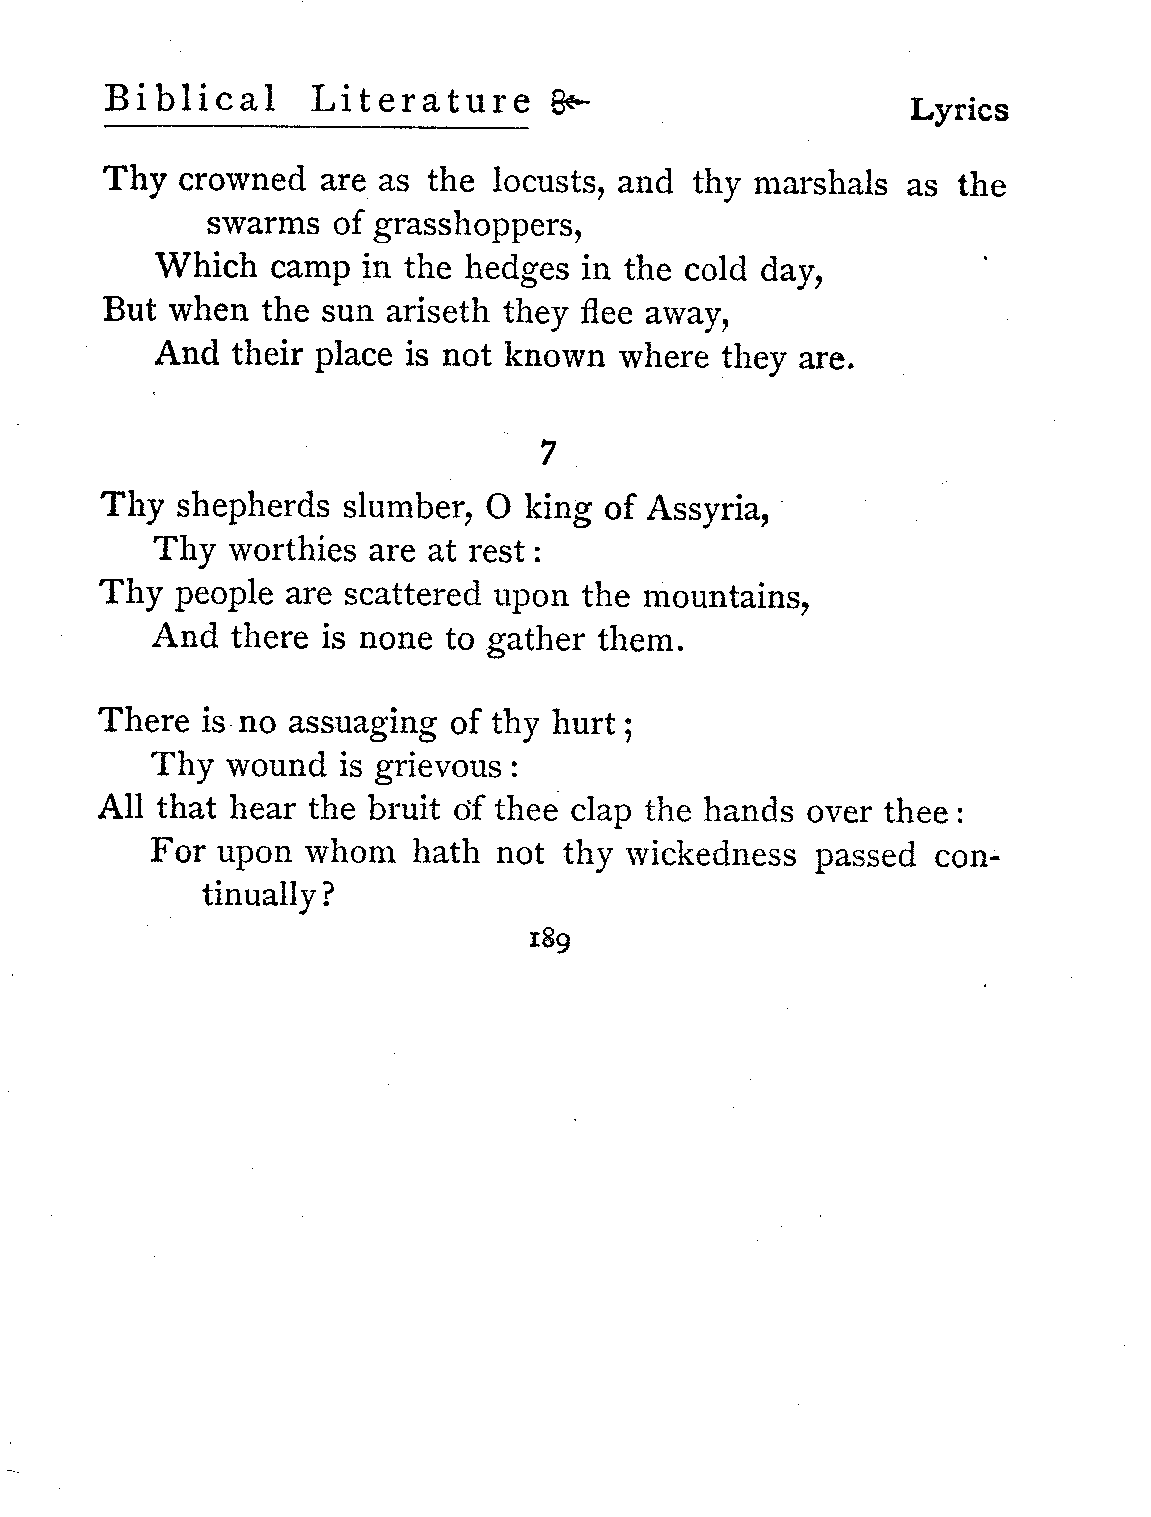 Biblical Literature Lyrics
Thy crowned are as the locusts, and thy marshals as the
swarms of grasshoppers,
Which camp in the hedges in the cold day,
But when the sun ariseth they flee away,
And their place is not known where they are.
7
Thy shepherds slumber, O king of Assyria,
Thy worthies are at rest:
Thy people are scattered upon the mountains,
And there is none to gather them.
There is no assuaging of thy hurt;
Thy wound is grievous:
All that hear the bruit of thee clap the hands over thee:
For upon whom hath not thy wickedness passed con-
tinually?
189